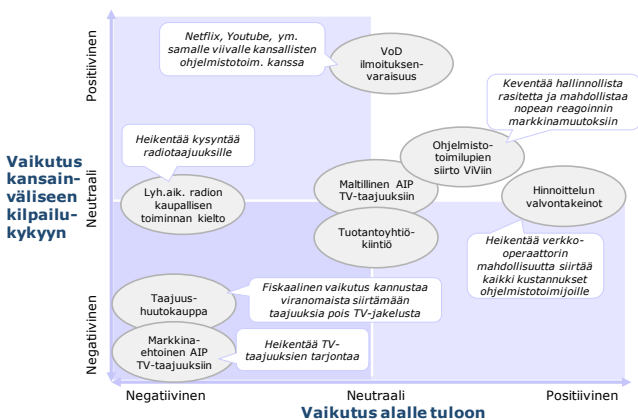 Netflix, Youtube, ym.
samalle viivalle kansallisten
ohjelmistotoim. kanssa
VoD
ilmoituksen-
varaisuus
Keventää hallinnollista
rasitetta ja mahdollistaa
nopean reagoinnin
markkinamuutoksiin
Positiivinen
Heikentää kysyntää
radiotaajuuksille
Ohjelmisto-
toimilupien
siirto ViViin
Vaikutus
kansain-
väliseen
kilpailu-
kykyyn
Neutraali
Lyh.aik. radion
kaupallisen
toiminnan kielto
Maltillinen AIP
TV-taajuuksiin
Hinnoittelun
valvontakeinot
Tuotantoyhtiö-
kiintiö
Heikentää verkko-
operaattorin
mahdollisuutta siirtää
kaikki kustannukset
ohjelmistotoimijoille
Negatiivinen
Taajuus-
huutokauppa
Fiskaalinen vaikutus kannustaa
viranomaista siirtämään
taajuuksia pois TV-jakelusta
Markkina-
ehtoinen AIP
TV-taajuuksiin
Heikentää TV-
taajuuksien tarjontaa
Negatiivinen
Neutraali
Positiivinen
Vaikutus alalle tuloon